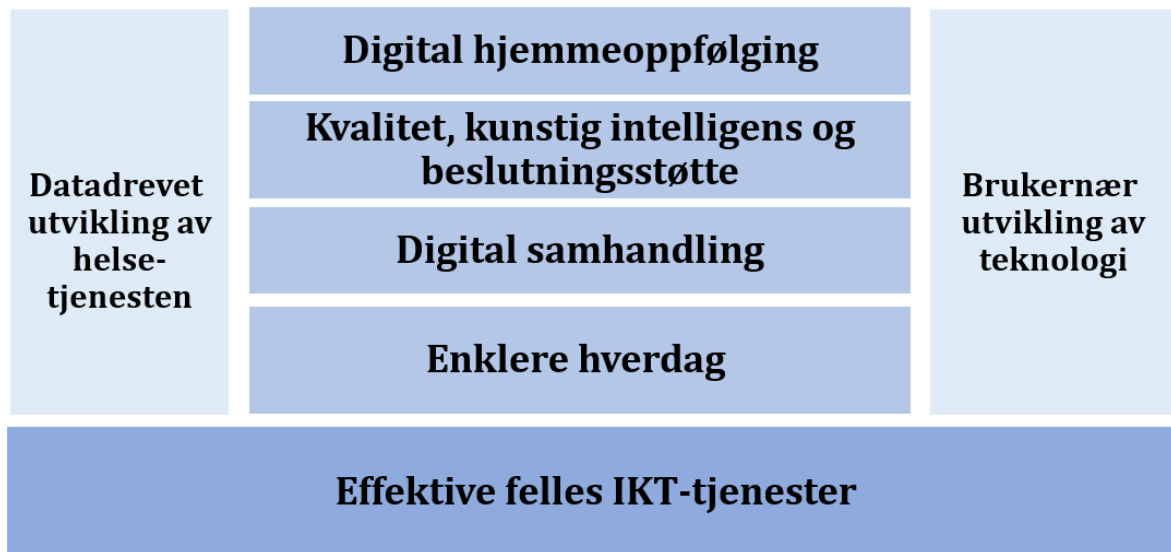 Datadrevet
utvikling av
helse-
tjenesten
Digital hjemmeoppfølging
Kvalitet, kunstig intelligens og
beslutningsstøtte
Digital samhandling
Enklere hverdag
Brukernær
utvikling av
teknologi
Effektive felles IKT-tjenester